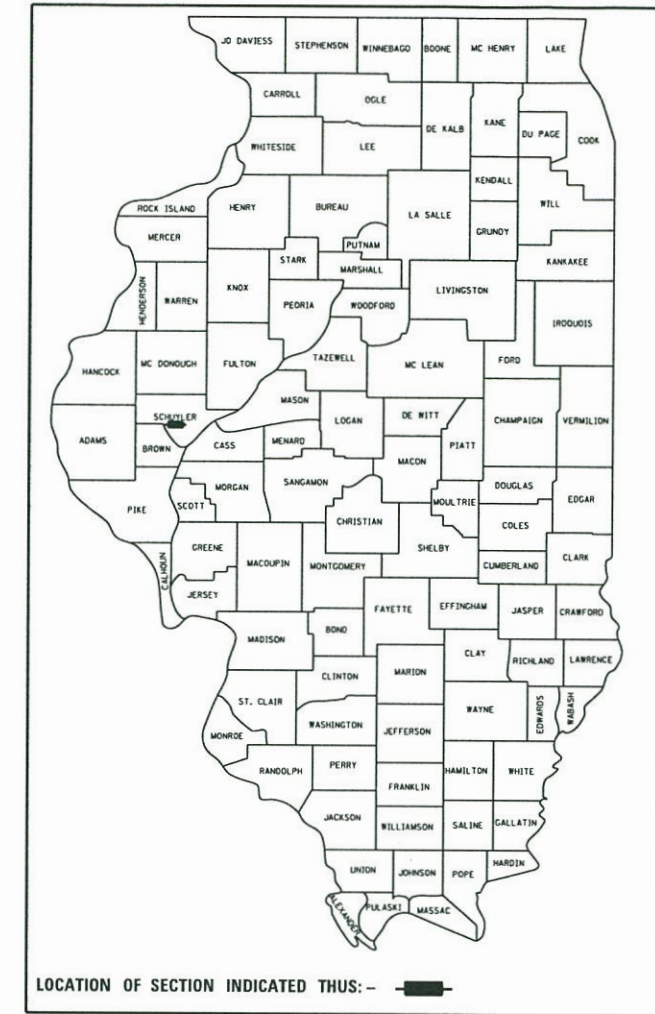 JO DAVIESS STEPHENSON WINNEBAGO BOONE MC HENRY LAKE
CARROLL OGLE DE KALB KANE DU PAGE COOK
WHITESIDE LEE
KENDALL WILL
ROCK ISLAND HENRY BUREAU LA SALLE GRUNDY
MERCER PUTNAM
STARK MARSHALL KANKAKEE
HENDERSON WARREN KNOX PEORIA WOODFORD LIVINGSTON IROQUOIS
HANCOCK MC DONOUGH FULTON TAZEWELL MC LEAN FORD
MASON
SCHUYLER LOGAN DE WITT CHAMPAIGN VERMILION
ADAMS BROWN CASS MENARD PIATT
MACON
MORGAN SANGAMON DOUGLAS EDGAR
PIKE SCOTT MOULTRIE
CHRISTIAN COLES
GREENE MACOUPIN MONTGOMERY SHELBY CUMBERLAND CLARK
CALHOUN JERSEY
FAYETTE EFFINGHAM JASPER CRAWFORD
MADISON BOND
CLAY RICHLAND LAWRENCE
CLINTON MARION
ST. CLAIR WAYNE EDWARDS WABASH
WASHINGTON JEFFERSON
MONROE
RANDOLPH PERRY HAMILTON WHITE
FRANKLIN
JACKSON WILLIAMSON SALINE GALLATIN
UNION JOHNSON POPE HARDIN
ALEXANDER PULASKI MASSAC
LOCATION OF SECTION INDICATED THUS: –